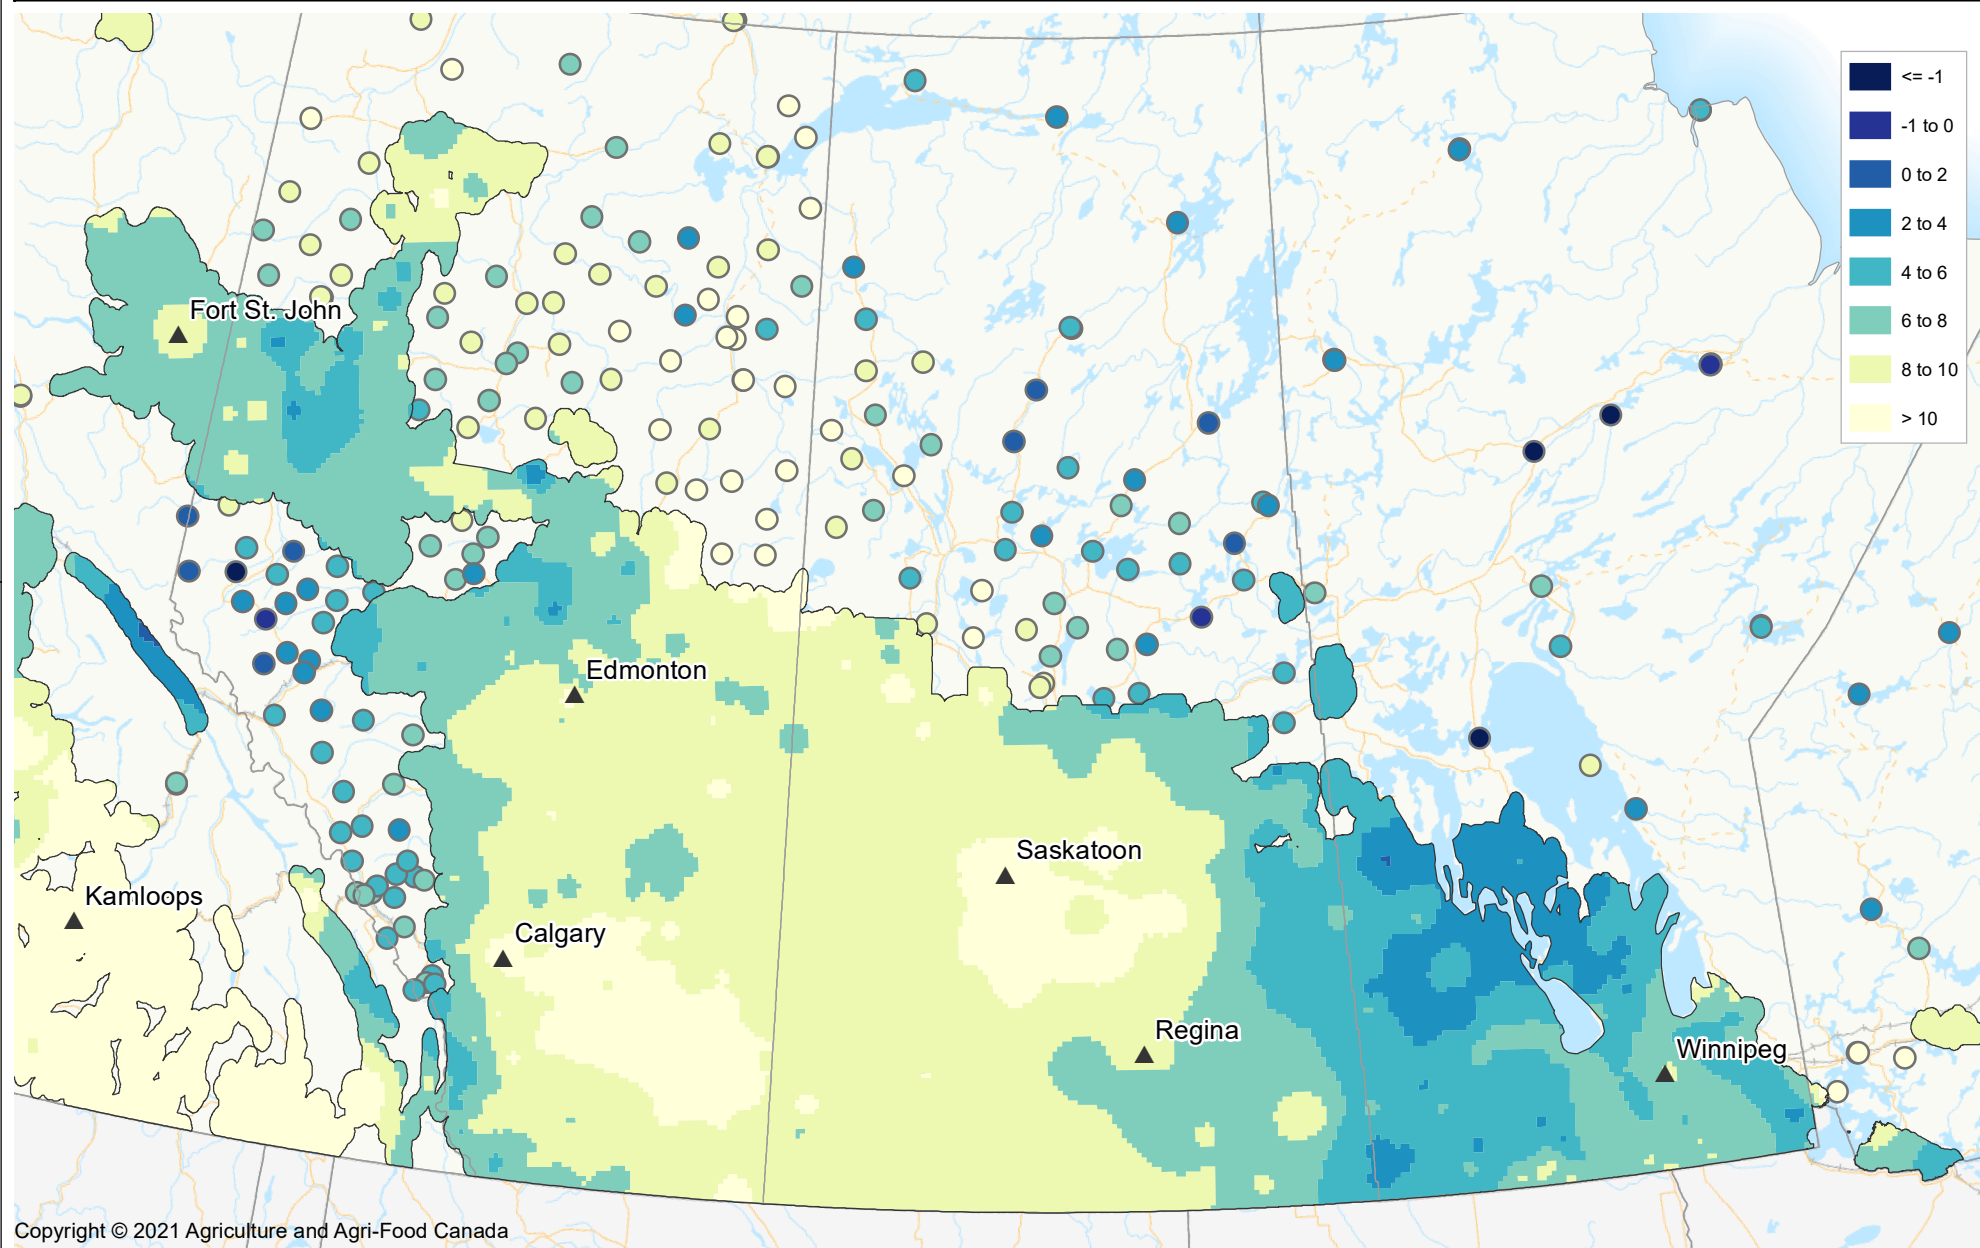 <= -1
-1 to 0
0 to 2
2 to 4
4 to 6
6 to 8
8 to 10
> 10
Fort St. John
Edmonton
Saskatoon
Kamloops
Calgary
Regina
Winnipeg
Copyright © 2021 Agriculture and Agri-Food Canada